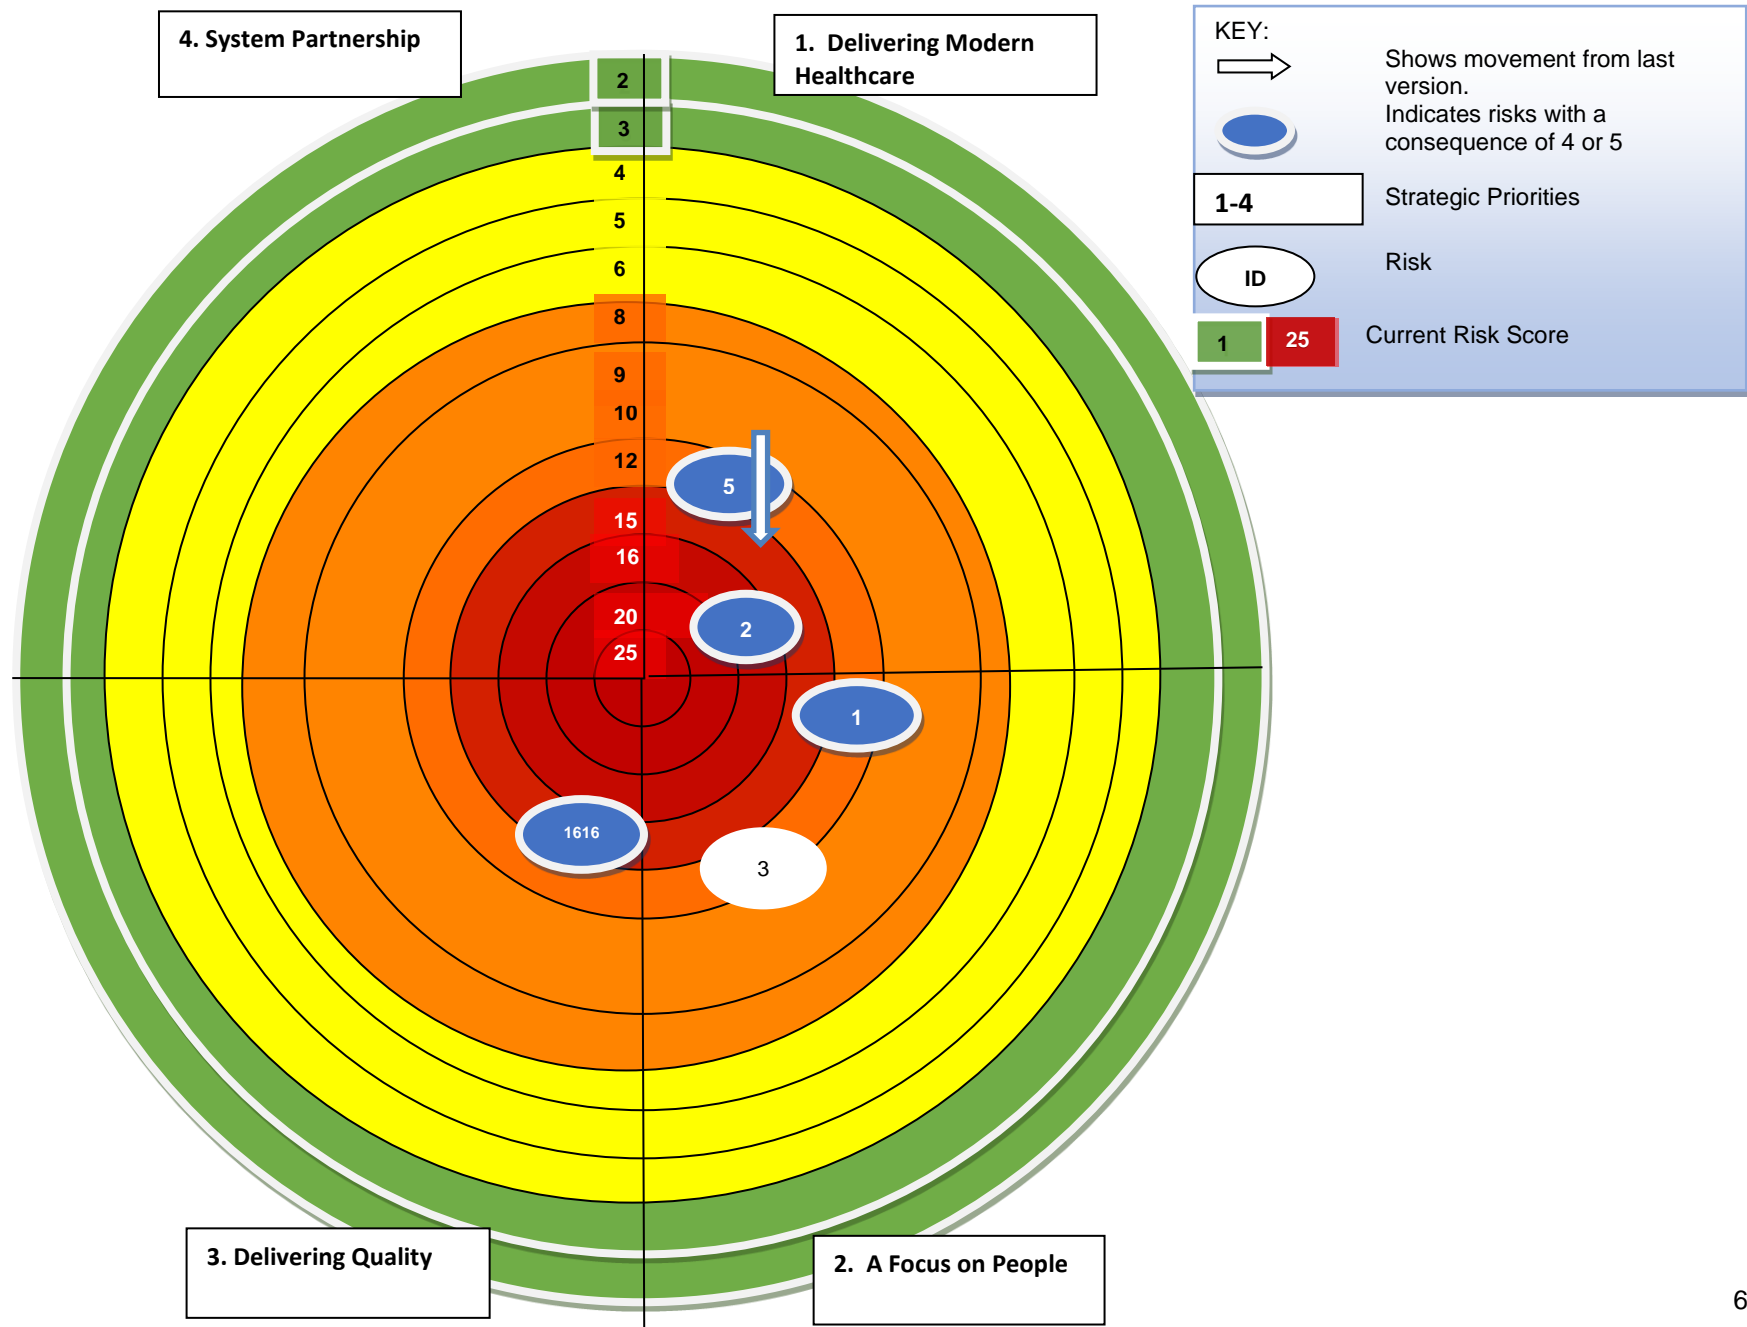 4. System Partnership
1. Delivering Modern
Healthcare
KEY:
Shows movement from last
version.
Indicates risks with a
consequence of 4 or 5
1-4
Strategic Priorities
ID
Risk
1
25
Current Risk Score
2
3
4
5
6
8
9
10
12
15
16
20
25
5
2
1
1616
3
3. Delivering Quality
2. A Focus on People
6